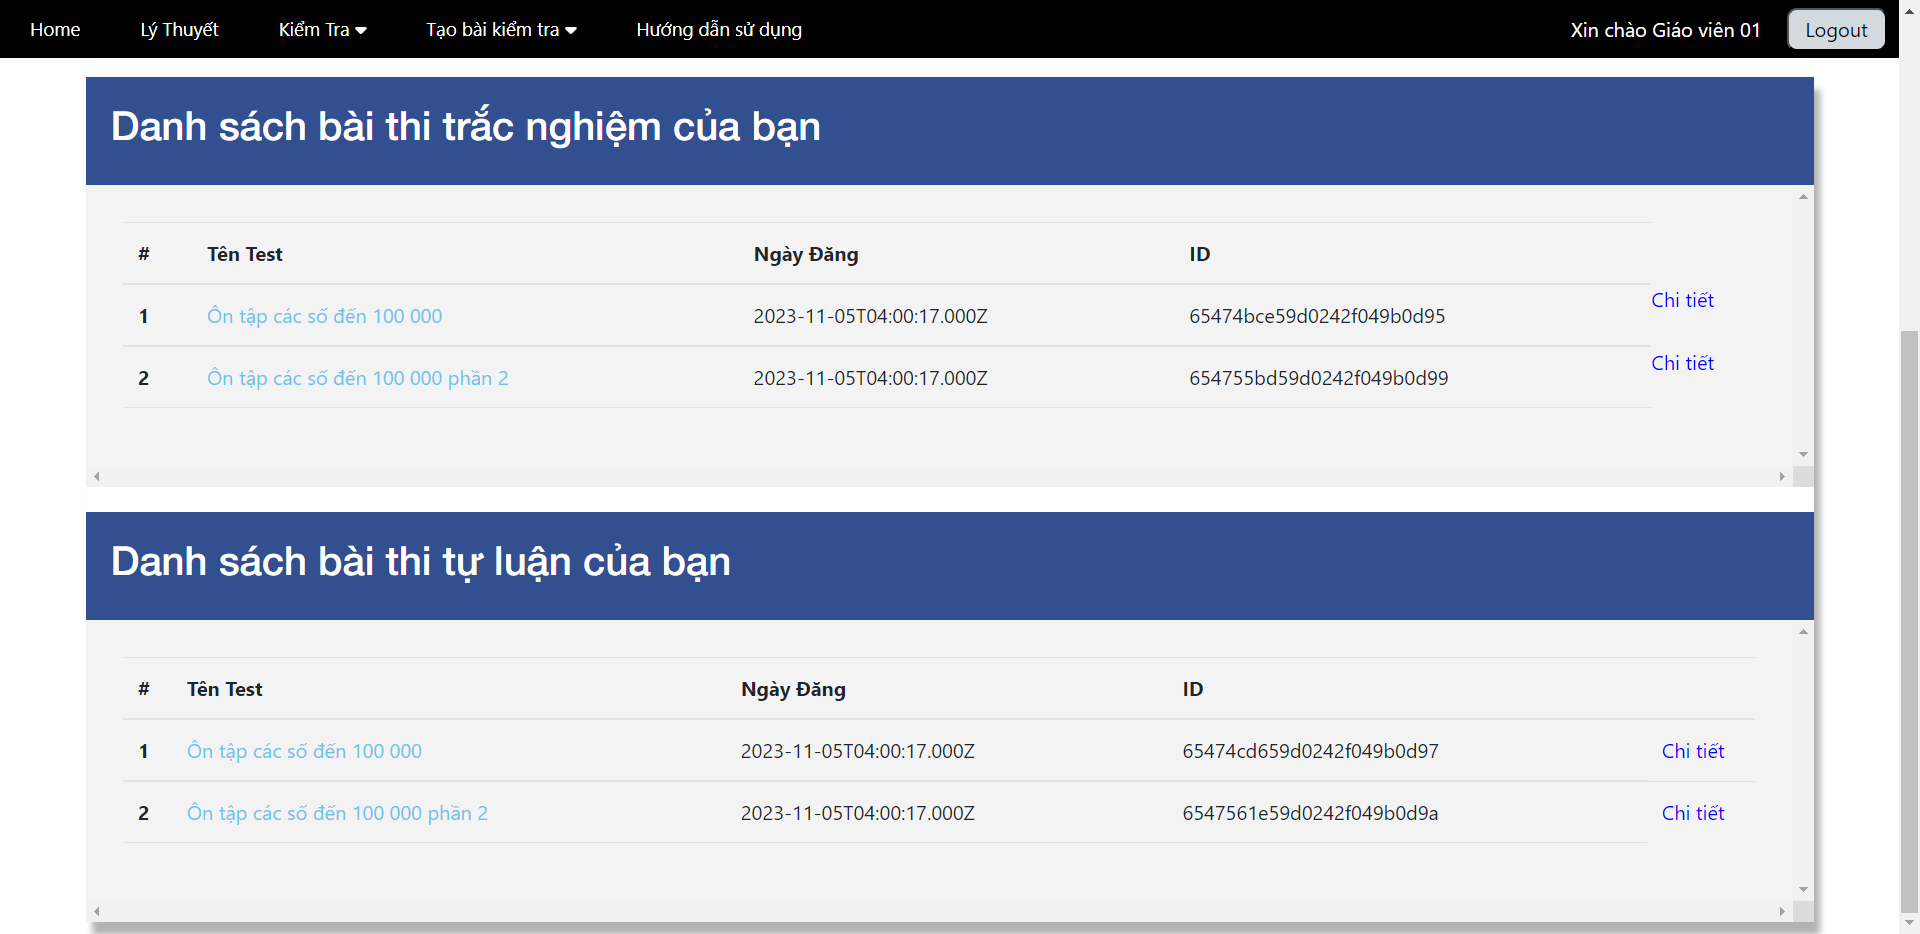 Home Lý Thuyết Kiểm Tra Tạo bài kiểm tra Hướng dẫn sử dụng Xin chào Giáo viên 01 Logout
Danh sách bài thi trắc nghiệm của bạn
# Tên Test Ngày Đăng ID
1 Ôn tập các số đến 100 000 2023-11-05T04:00:17.000Z 65474bce59d0242f049b0d95 Chi tiết
2 Ôn tập các số đến 100 000 phần 2 2023-11-05T04:00:17.000Z 654755bd59d0242f049b0d99 Chi tiết
Danh sách bài thi tự luận của bạn
# Tên Test Ngày Đăng ID
1 Ôn tập các số đến 100 000 2023-11-05T04:00:17.000Z 65474cd659d0242f049b0d97 Chi tiết
2 Ôn tập các số đến 100 000 phần 2 2023-11-05T04:00:17.000Z 6547561e59d0242f049b0d9a Chi tiết